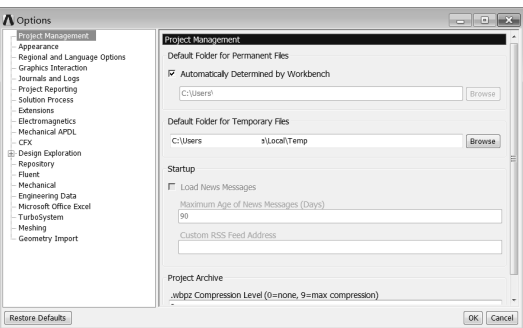 Options
Project Management
Appearance
Regional and Language Options
Graphics Interaction
Journals and Logs
Project Reporting
Solution Process
Extensions
Electromagnetics
Mechanical APDL
CFX
Design Exploration
Repository
Fluent
Mechanical
Engineering Data
Microsoft Office Excel
TurboSystem
Meshing
Geometry Import
Project Management
Default Folder for Permanent Files
Automatically Determined by Workbench
C:\Users\ Browse
Default Folder for Temporary Files
C:\Users s\Local\Temp Browse
Startup
Load News Messages
Maximum Age of News Messages (Days)
90
Custom RSS Feed Address
Project Archive
.wbpz Compression Level (0=none, 9=max compression)
Restore Defaults OK Cancel